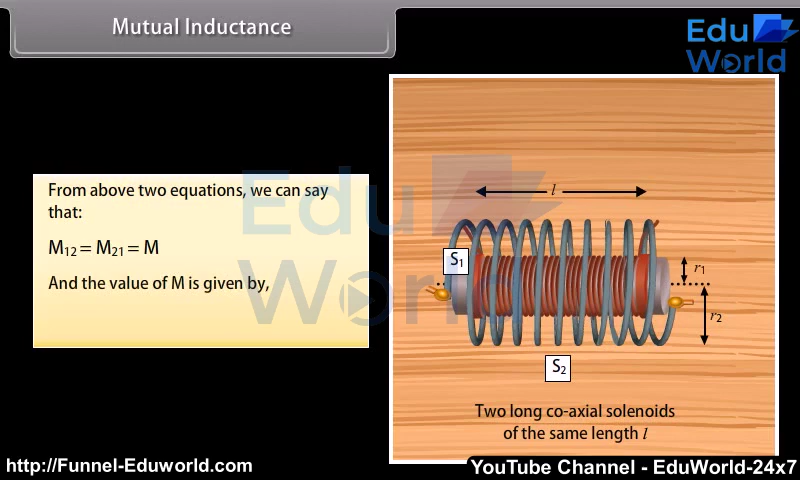 Mutual Inductance
Edu
World
From above two equations, we can say
that:
M12 = M21 = M
And the value of M is given by,
Edu
World
l
S1
r1
r2
S2
Two long co-axial solenoids
of the same length l
http://Funnel-Eduworld.com
YouTube Channel - EduWorld-24x7